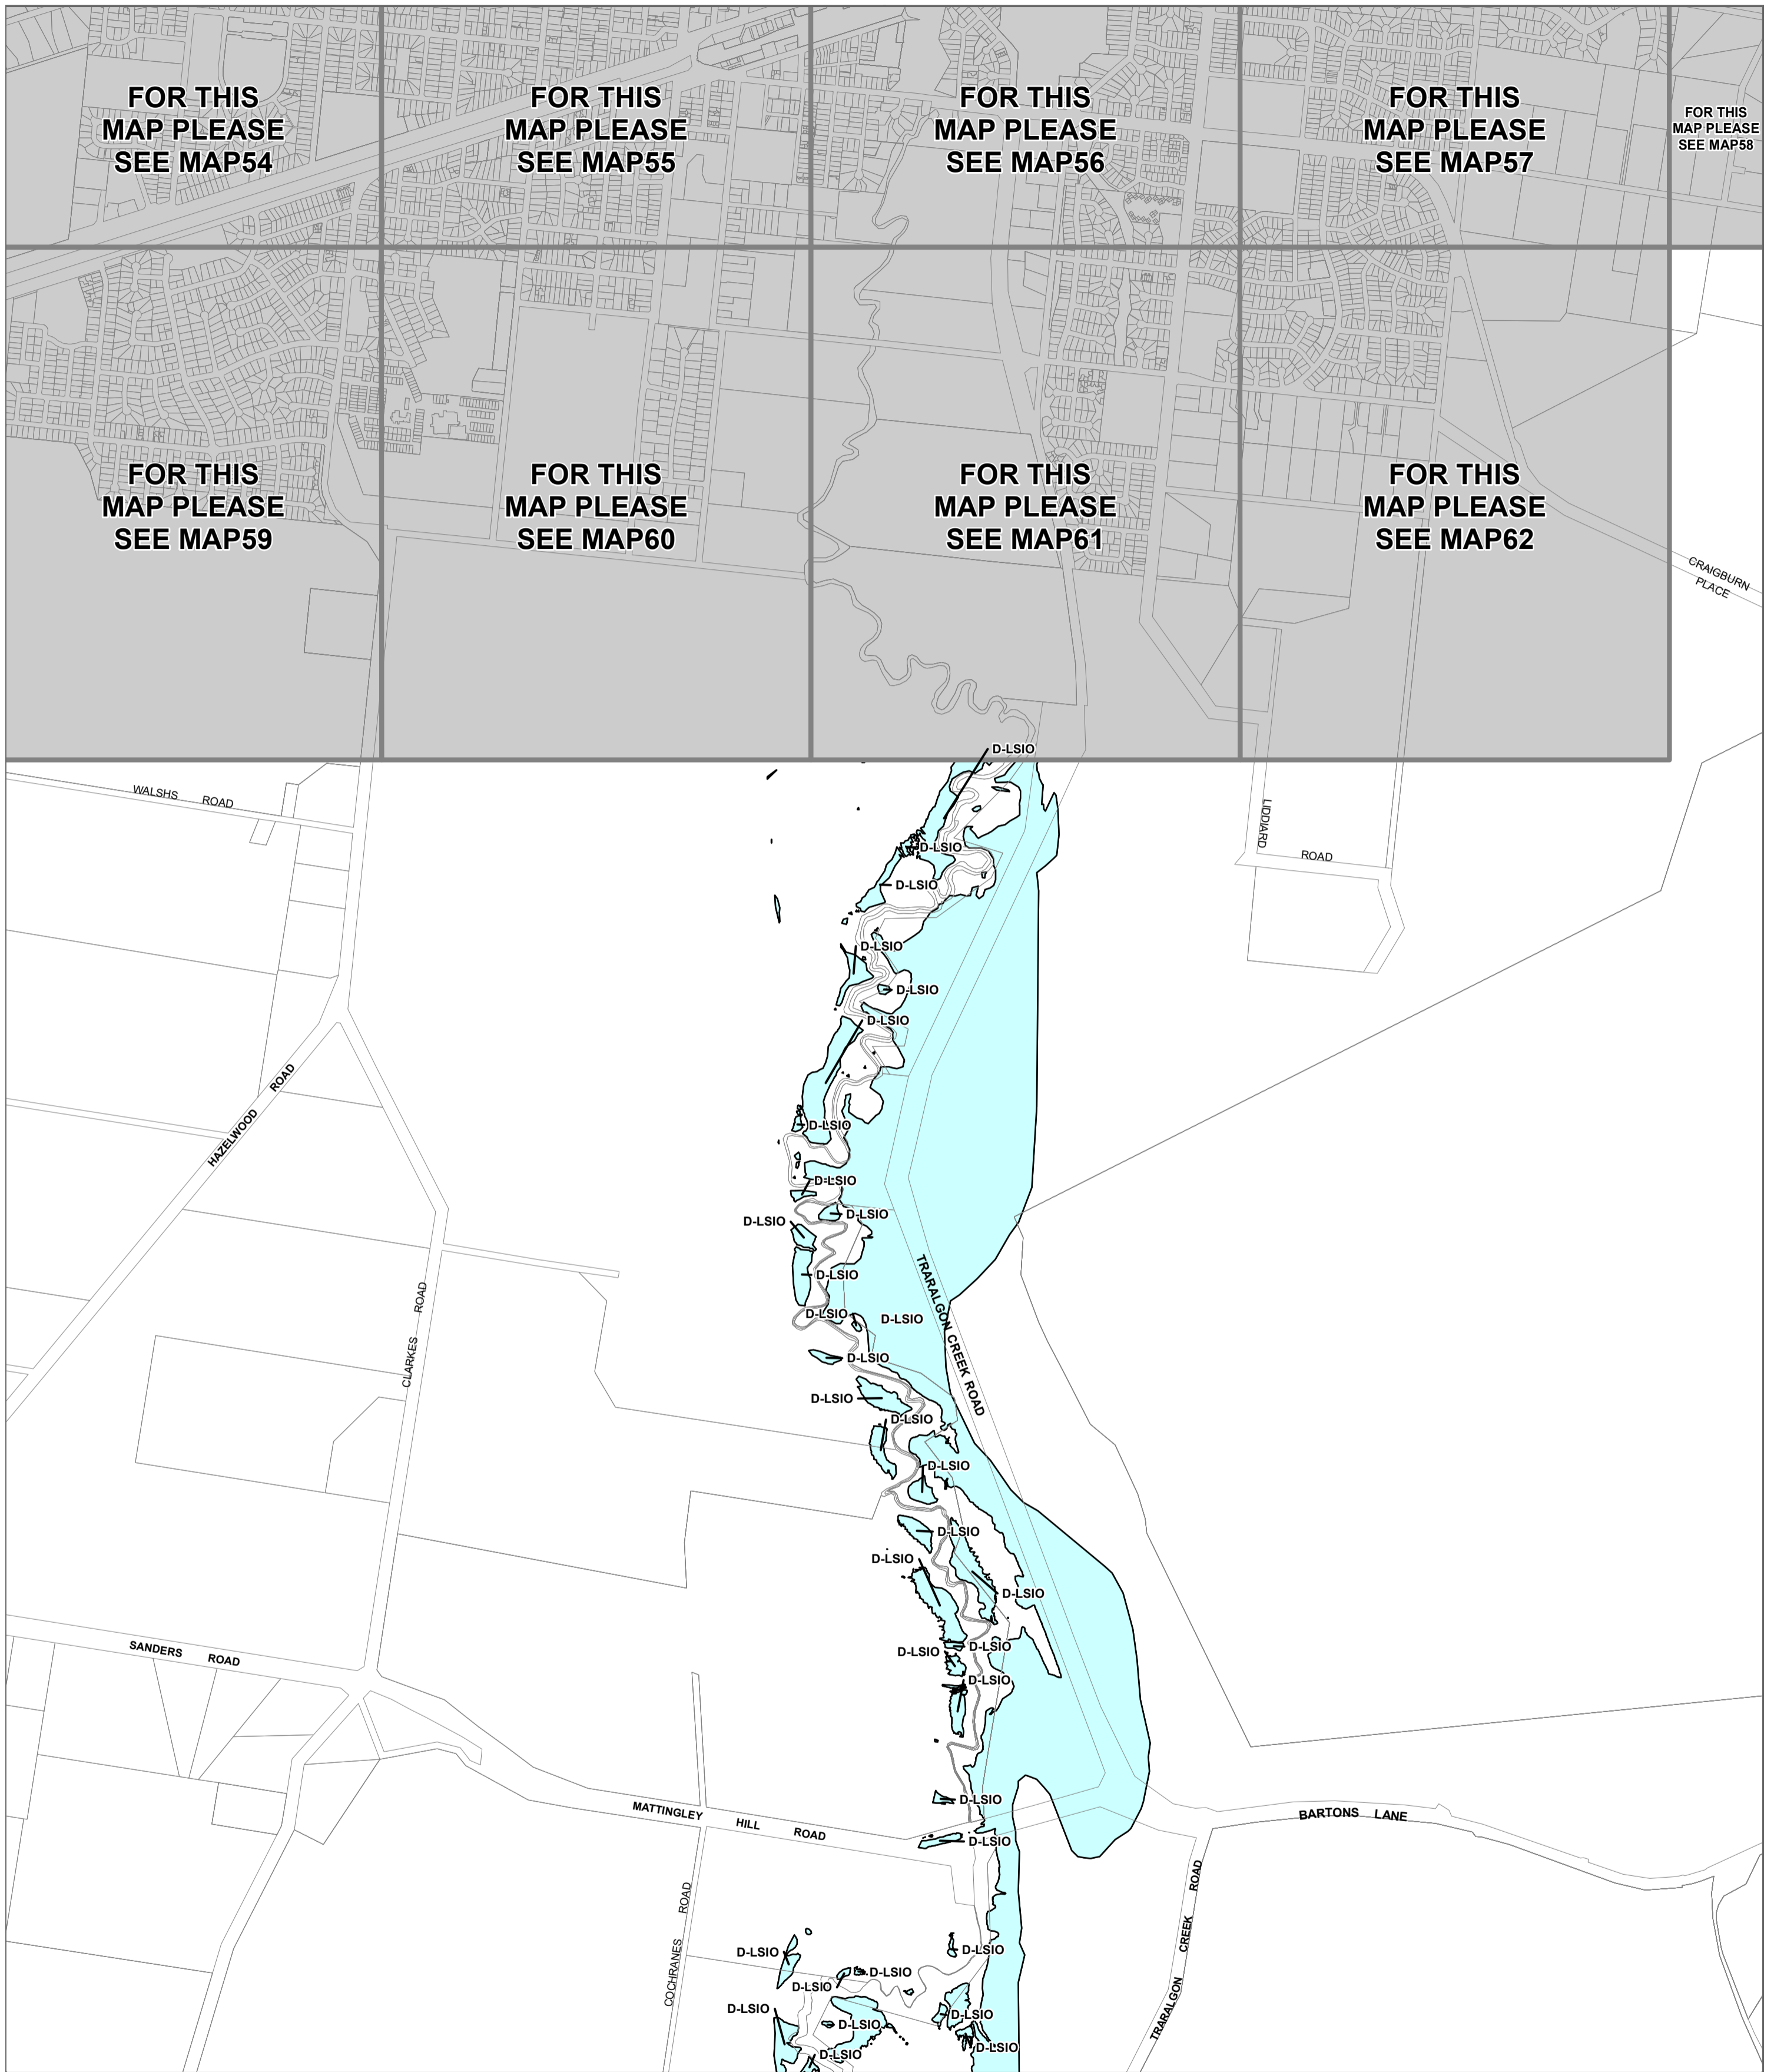 FOR THIS
MAP PLEASE
SEE MAP54
FOR THIS
MAP PLEASE
SEE MAP55
FOR THIS
MAP PLEASE
SEE MAP56
FOR THIS
MAP PLEASE
SEE MAP57
FOR THIS
MAP PLEASE
SEE MAP58
FOR THIS
MAP PLEASE
SEE MAP59
FOR THIS
MAP PLEASE
SEE MAP60
FOR THIS
MAP PLEASE
SEE MAP61
FOR THIS
MAP PLEASE
SEE MAP62
CRAIGBURN
PLACE
D-LSIO
WALSHS ROAD
LIDDIARD
ROAD
D-LSIO
D-LSIO
D-LSIO
D-LSIO
D-LSIO
HAZELWOOD ROAD
D-LSIO
D-LSIO
D-LSIO
D-LSIO
D-LSIO
D-LSIO
D-LSIO
TRARALGON CREEK ROAD
CLARKES ROAD
D-LSIO
D-LSIO
D-LSIO
D-LSIO
D-LSIO
D-LSIO
D-LSIO
SANDERS ROAD
D-LSIO
D-LSIO
D-LSIO
D-LSIO
MATTINGLEY HILL ROAD
BARTONS LANE
D-LSIO
COCHRANES ROAD
TRARALGON CREEK ROAD
D-LSIO
D-LSIO
D-LSIO
D-LSIO
D-LSIO
D-LSIO
D-LSIO
D-LSIO
D-LSIO